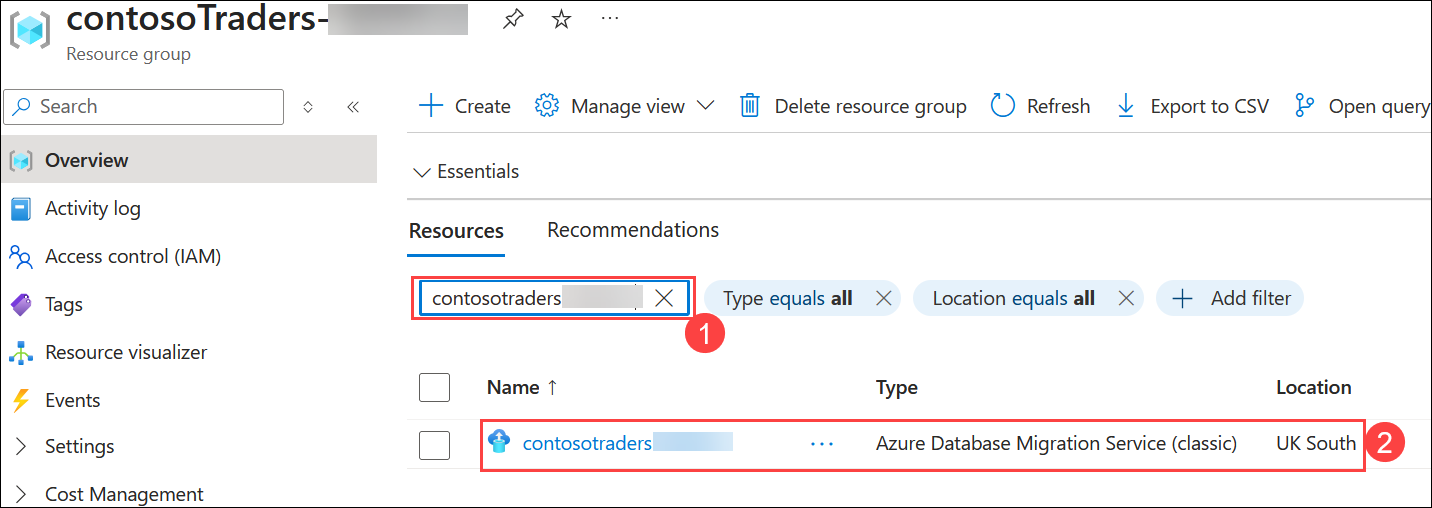 contosoTraders-
Resource group
Search
Create Manage view Delete resource group Refresh Export to CSV Open query
Overview
Essentials
Activity log
Resources Recommendations
Access control (IAM)
contosotraders Type equals all Location equals all Add filter
Tags
1
Resource visualizer
Name ↑ Type Location
Events
contosotraders ... Azure Database Migration Service (classic) UK South 2
Settings
Cost Management